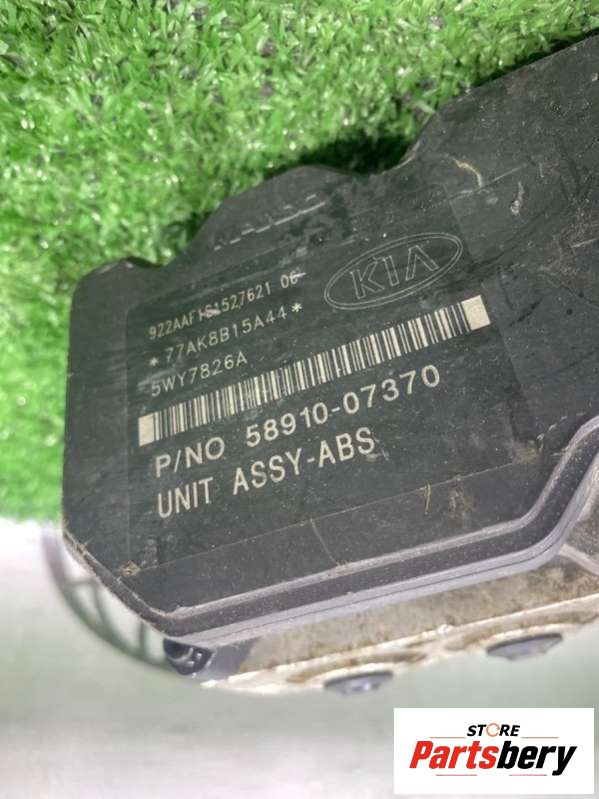 KIA
922AAF1S1527621 06
*77AK8B15A44*
5WY7826A
P/NO 58910-07370
UNIT ASSY-ABS
STORE
Partsbery